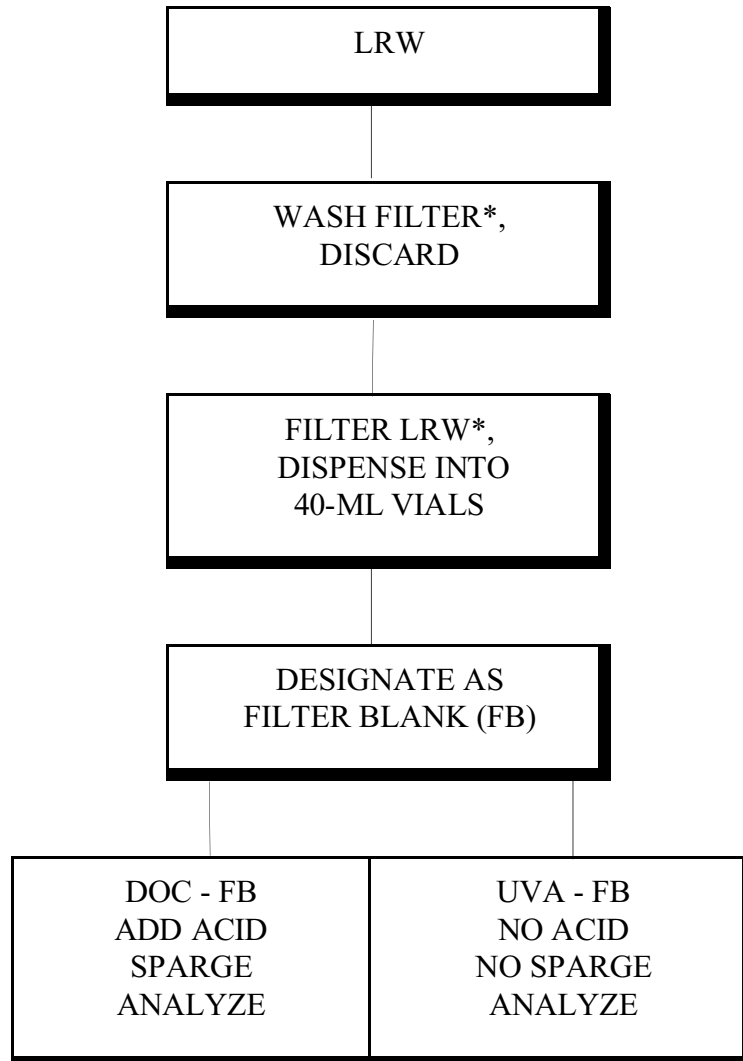 LRW
WASH FILTER*,
DISCARD
FILTER LRW*,
DISPENSE INTO
40-ML VIALS
DESIGNATE AS
FILTER BLANK (FB)
DOC - FB
ADD ACID
SPARGE
ANALYZE
UVA - FB
NO ACID
NO SPARGE
ANALYZE